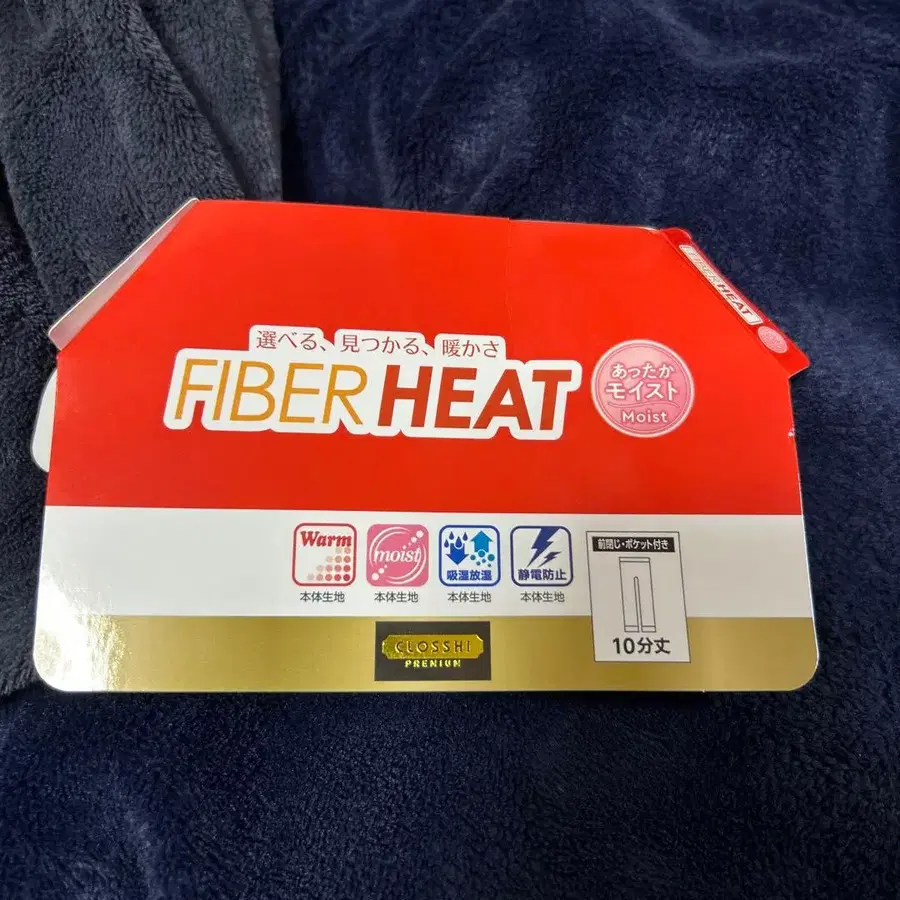 選べる、見つかる、暖かさ
FIBER HEAT
あったか
モイスト
Moist
FIBER HEAT
Warm
本体生地
moist
本体生地
吸湿放湿
本体生地
静電防止
本体生地
前閉じ・ポケット付き
10分丈
CLOSSHI
PREMIUM